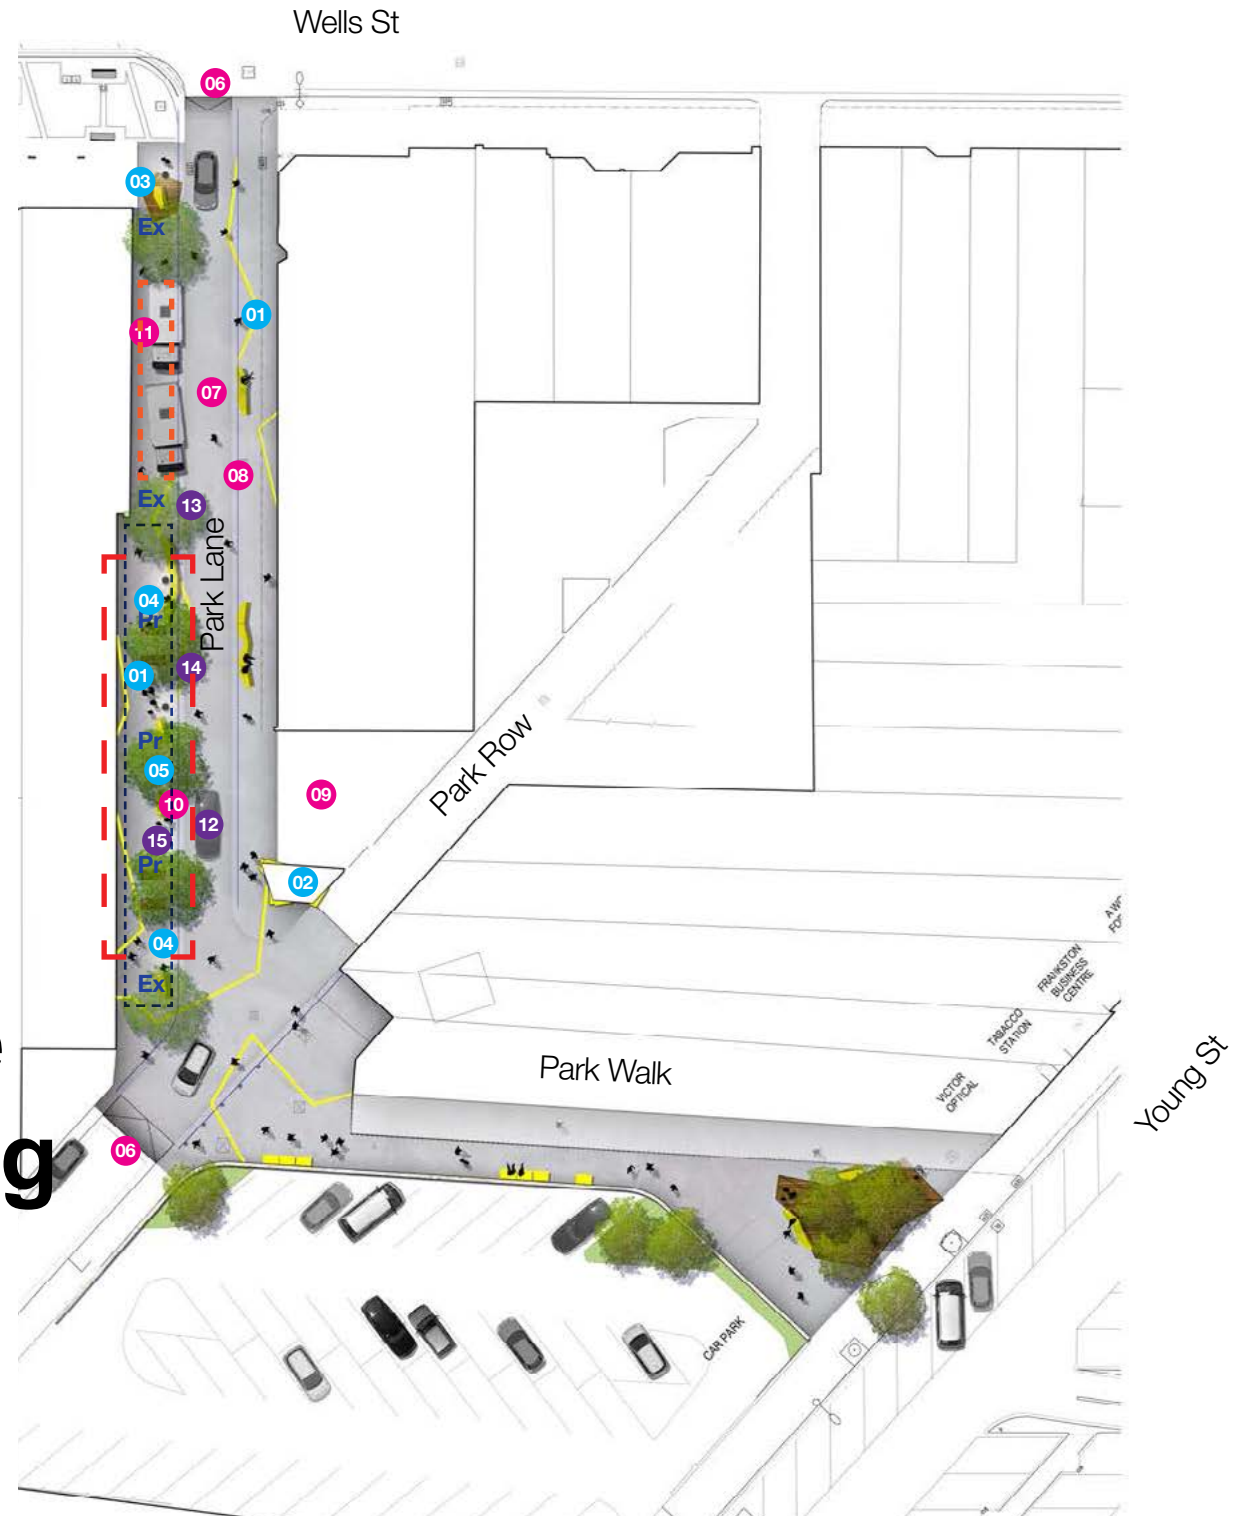 Wells St
06
03
Ex
01
11
07
08
Ex
13
Park Lane
04
Pr
14
01
Pr
05
10
09
Park Row
12
15
Pr
02
04
Ex
FRANKSTON
BUSINESS
CENTRE
TABACCO
STATION
VICTOR
OPTICAL
Park Walk
Young St
06
g
CAR PARK